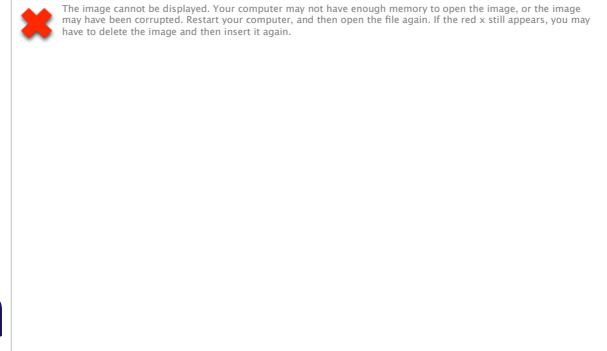 The image cannot be displayed. Your computer may not have enough memory to open the image, or the image
may have been corrupted. Restart your computer, and then open the file again. If the red x still appears, you may
have to delete the image and then insert it again.